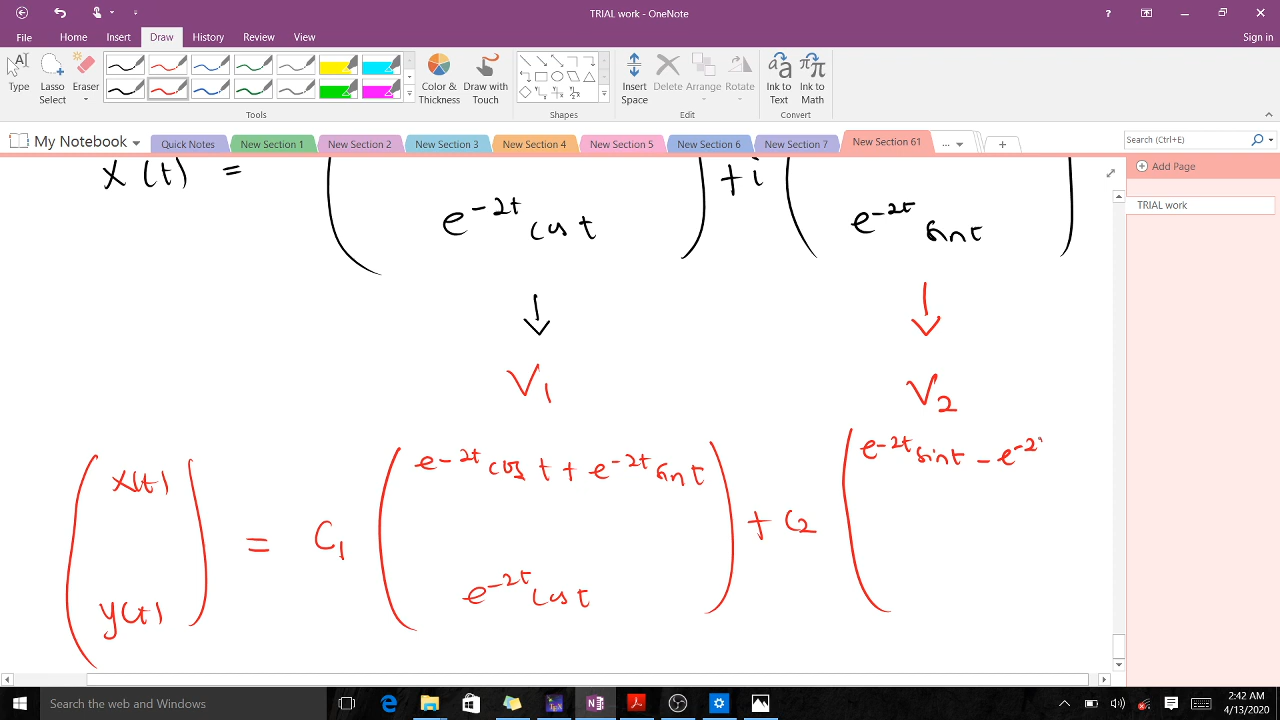 TRIAL work - OneNote
File Home Insert Draw History Review View
Sign in
Type
Lasso Select
Eraser
Color & Thickness
Draw with Touch
Insert Space
Delete
Arrange
Rotate
Ink to Text
Ink to Math
Tools
Shapes
Edit
Convert
My Notebook
Quick Notes
New Section 1
New Section 2
New Section 3
New Section 4
New Section 5
New Section 6
New Section 7
New Section 61
...
Search (Ctrl+E)
Add Page
TRIAL work
X (t) = ( ) + i ( )
e^-2t cos t
e^-2t sin t
V1
V2
( x(t) y(t) ) = C1 ( e^-2t cos t + e^-2t sin t
e^-2t cos t ) + C2 ( e^-2t sin t - e^-2
Search the web and Windows
2:42 AM
4/13/2020